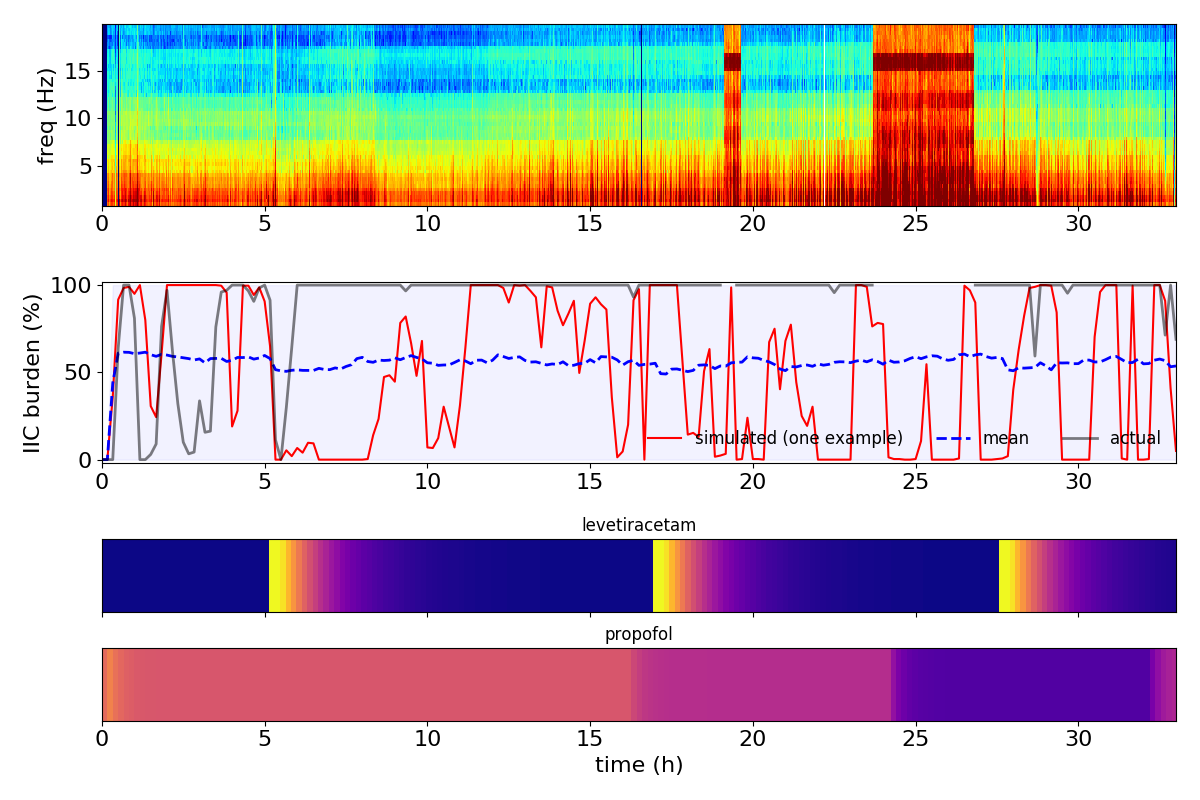 freq (Hz)
15
10
5
0 5 10 15 20 25 30
IIC burden (%)
100
50
0
simulated (one example) mean actual
0 5 10 15 20 25 30
levetiracetam
propofol
0 5 10 15 20 25 30
time (h)